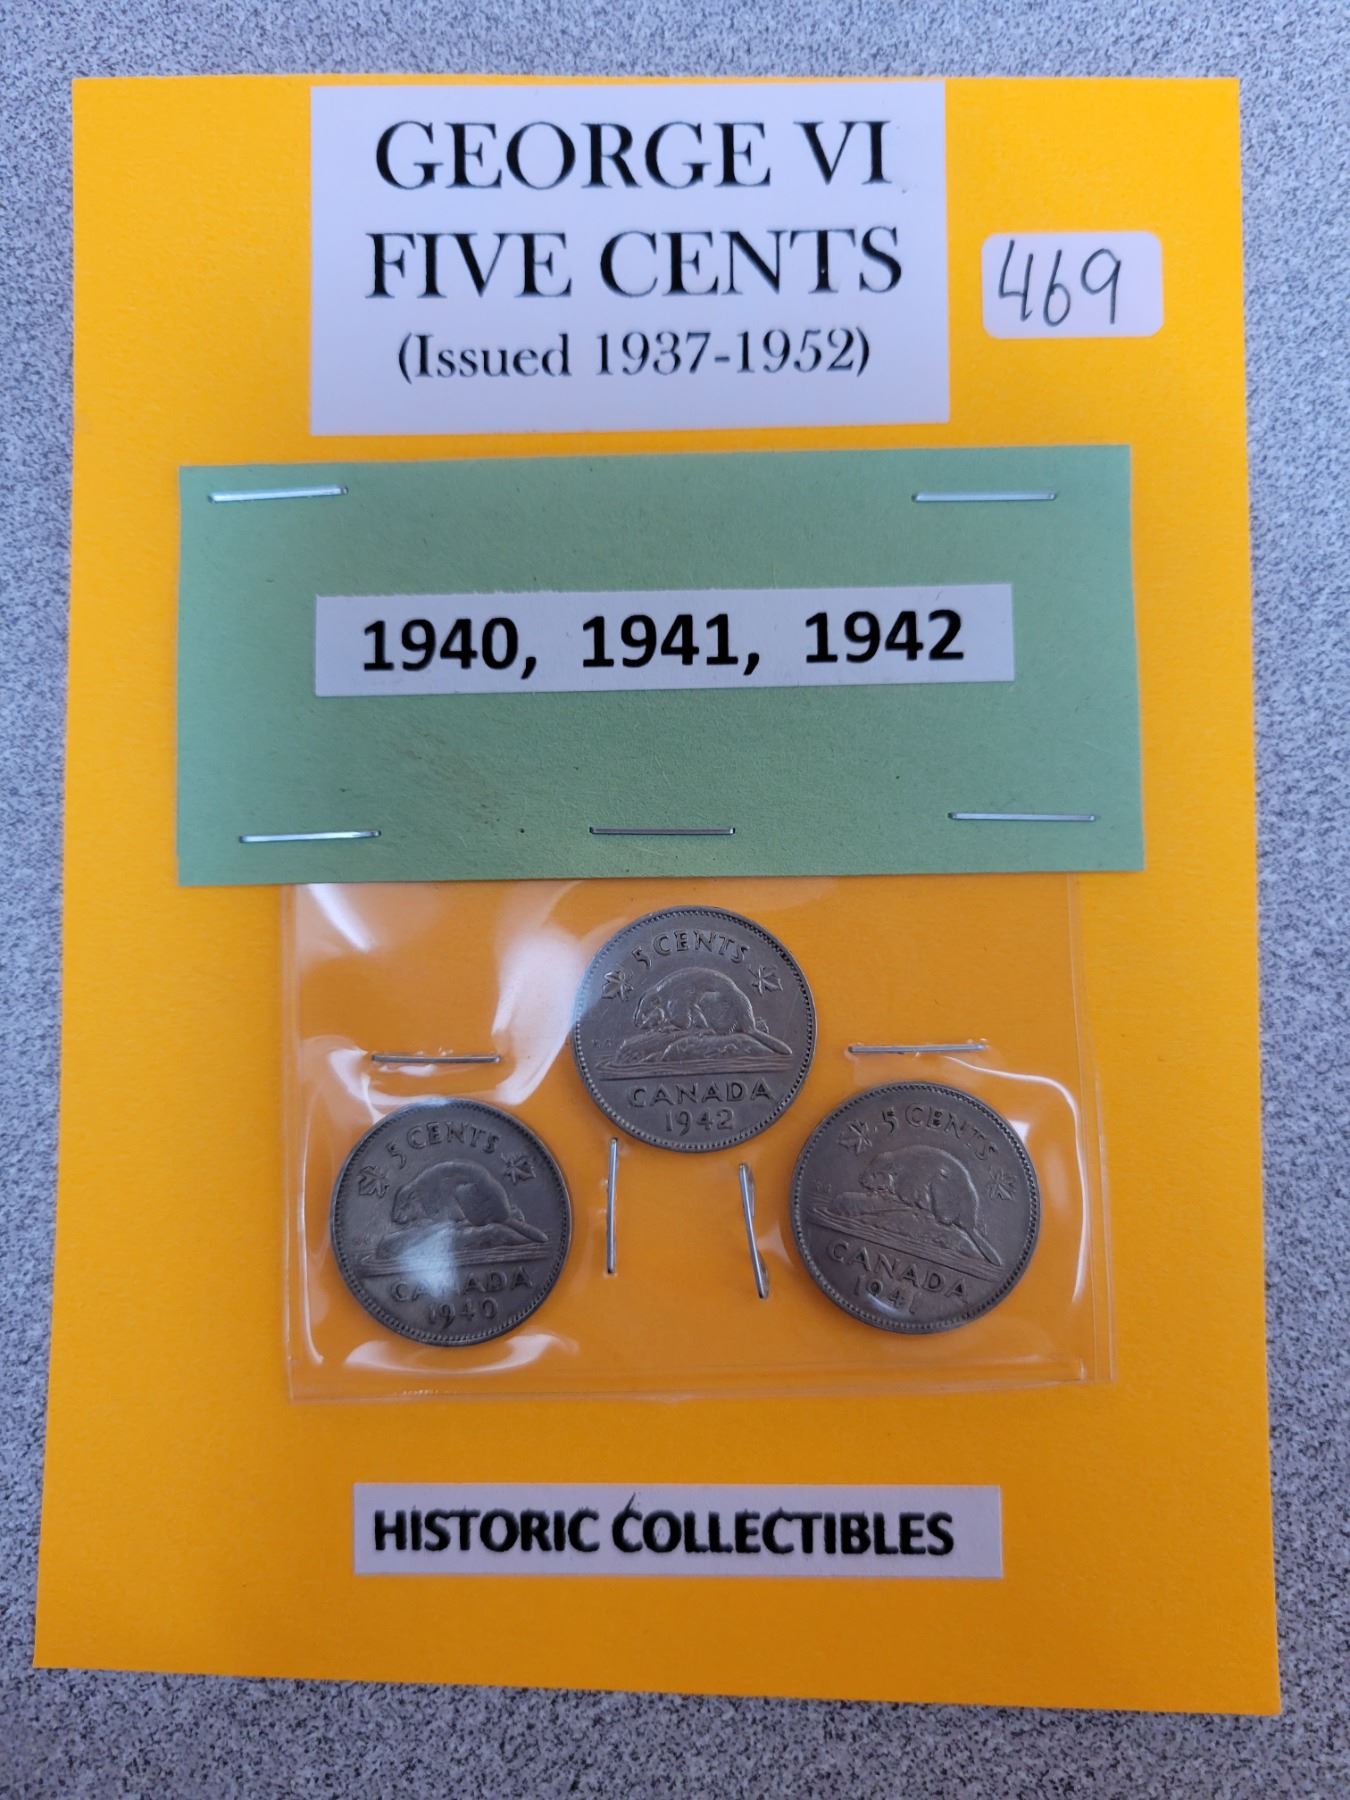 GEORGE VI
FIVE CENTS
(Issued 1937-1952)
469
1940, 1941, 1942
5 CENTS
CANADA
1942
5 CENTS
CANADA
1940
5 CENTS
CANADA
1941
HISTORIC COLLECTIBLES